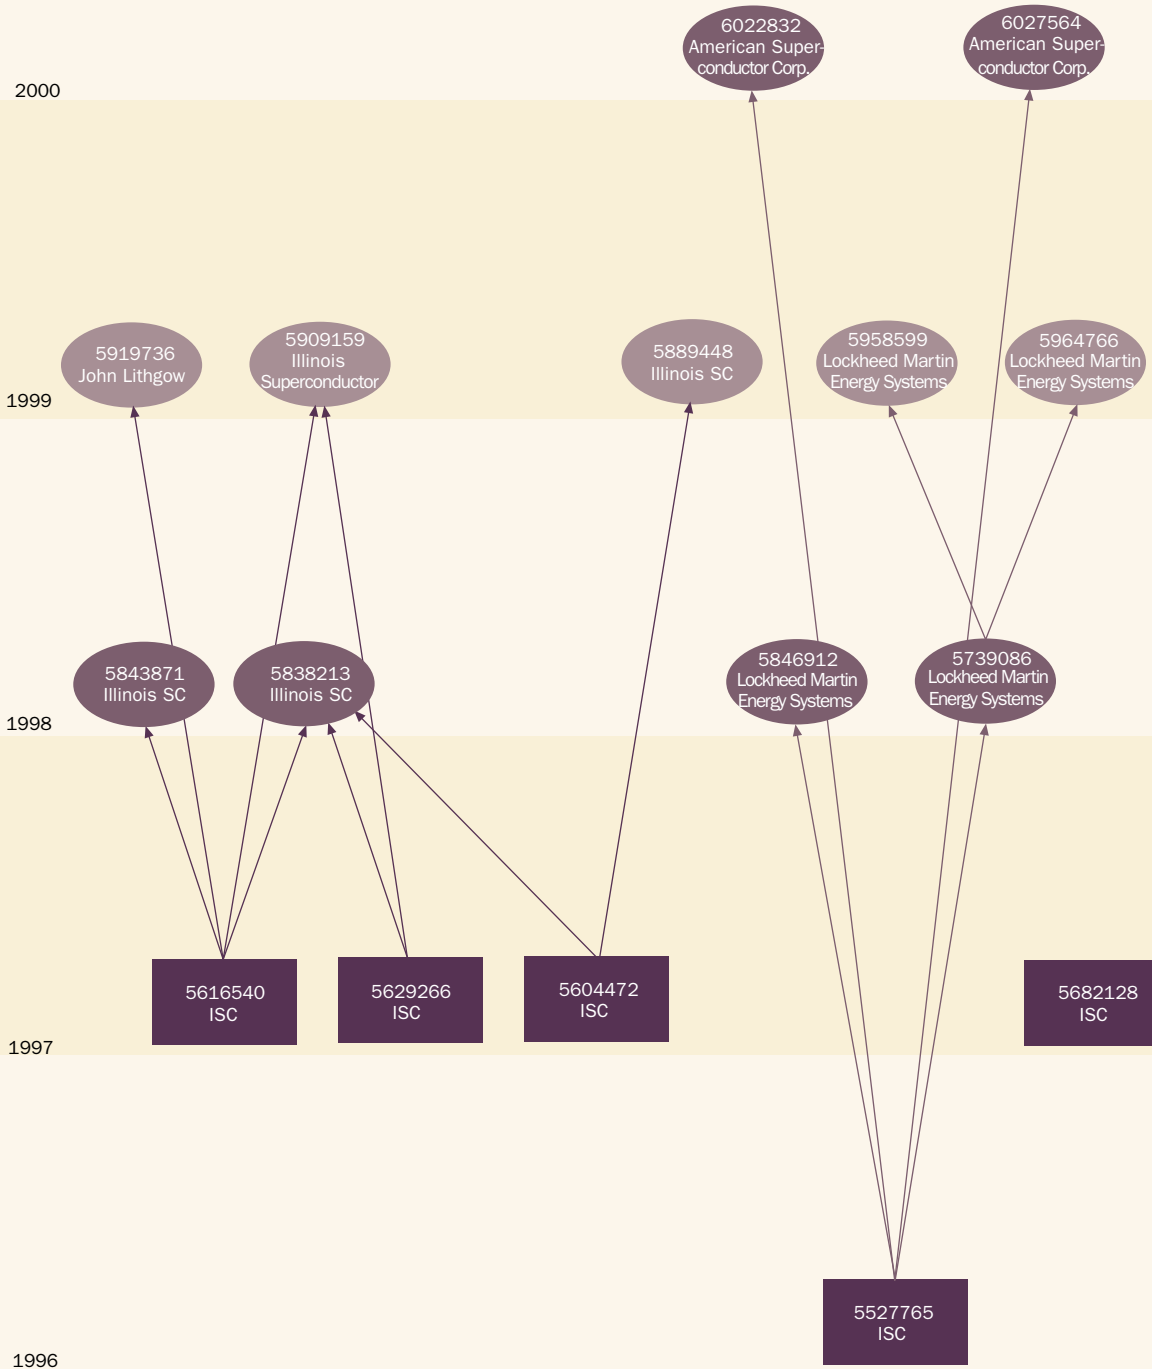 6022832
American Super-
conductor Corp.
6027564
American Super-
conductor Corp.
2000
5919736
John Lithgow
5909159
Illinois
Superconductor
5889448
Illinois SC
5958599
Lockheed Martin
Energy Systems
5964766
Lockheed Martin
Energy Systems
1999
5843871
Illinois SC
5838213
Illinois SC
5846912
Lockheed Martin
Energy Systems
5739086
Lockheed Martin
Energy Systems
1998
5616540
ISC
5629266
ISC
5604472
ISC
5682128
ISC
1997
5527765
ISC
1996